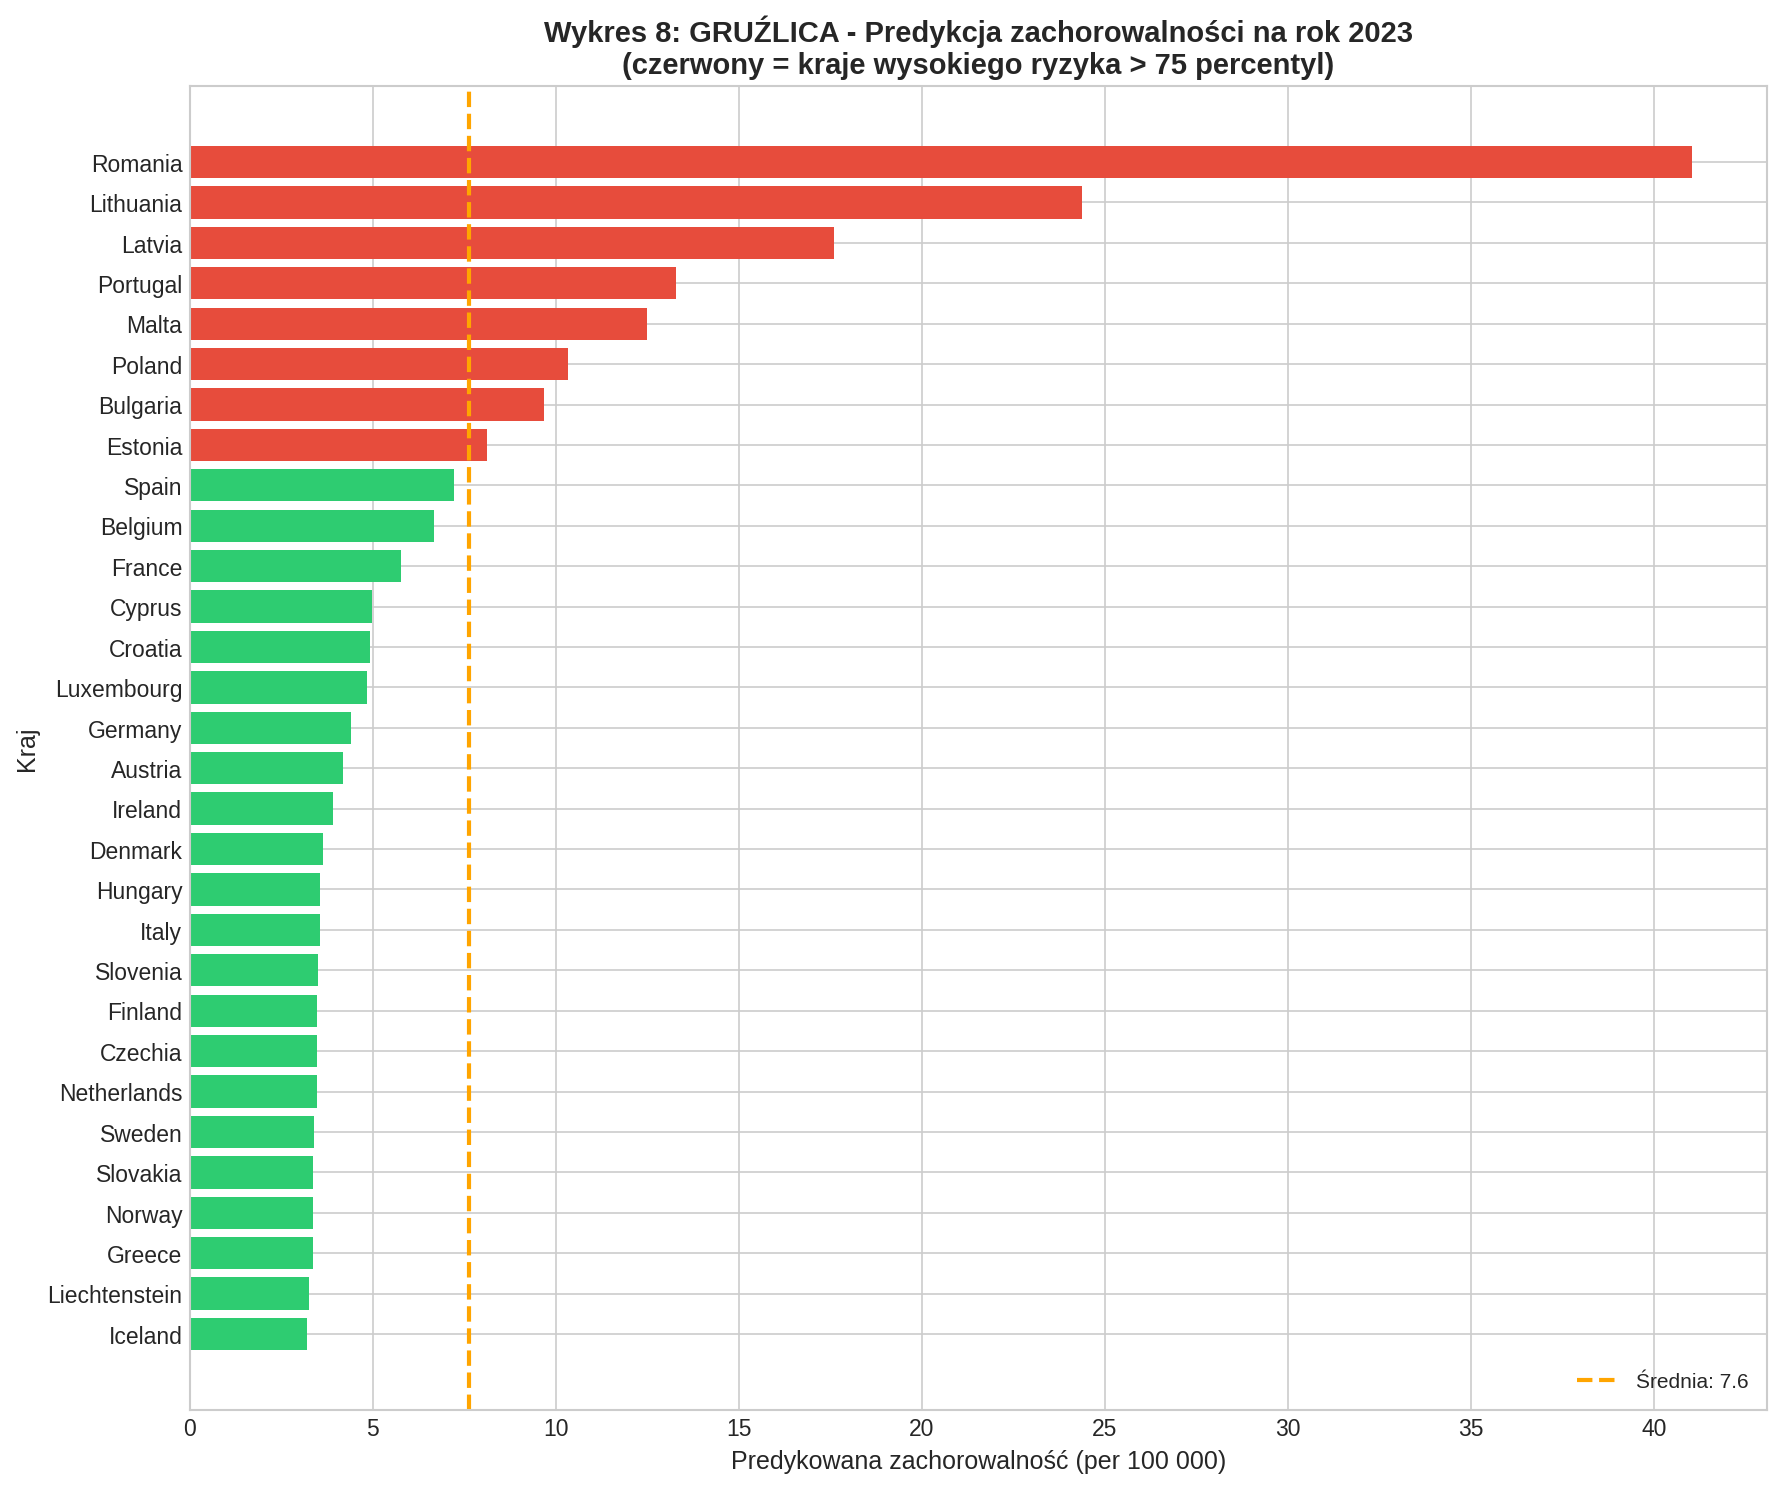 Wykres 8: GRUŹLICA - Predykcja zachorowalności na rok 2023
(czerwony = kraje wysokiego ryzyka > 75 percentyl)
Romania
Lithuania
Latvia
Portugal
Malta
Poland
Bulgaria
Estonia
Spain
Belgium
France
Cyprus
Croatia
Luxembourg
Germany
Austria
Ireland
Denmark
Hungary
Italy
Slovenia
Finland
Czechia
Netherlands
Sweden
Slovakia
Norway
Greece
Liechtenstein
Iceland
Kraj
Średnia: 7.6
0 5 10 15 20 25 30 35 40
Predykowana zachorowalność (per 100 000)